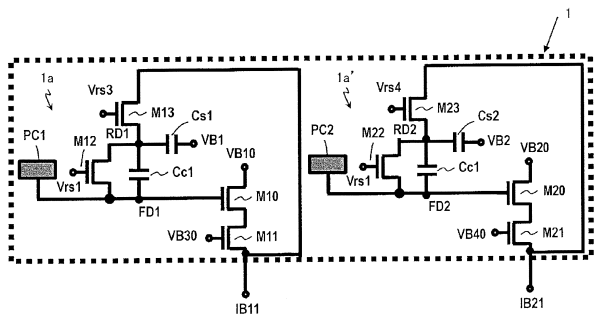 1
1a
Vrs3
M13
RD1
Cs1
VB1
PC1
M12
Vrs1
Cc1
VB10
FD1
M10
VB30
M11
IB11
1a'
Vrs4
M23
RD2
Cs2
VB2
PC2
M22
Vrs1
Cc1
VB20
FD2
M20
VB40
M21
IB21